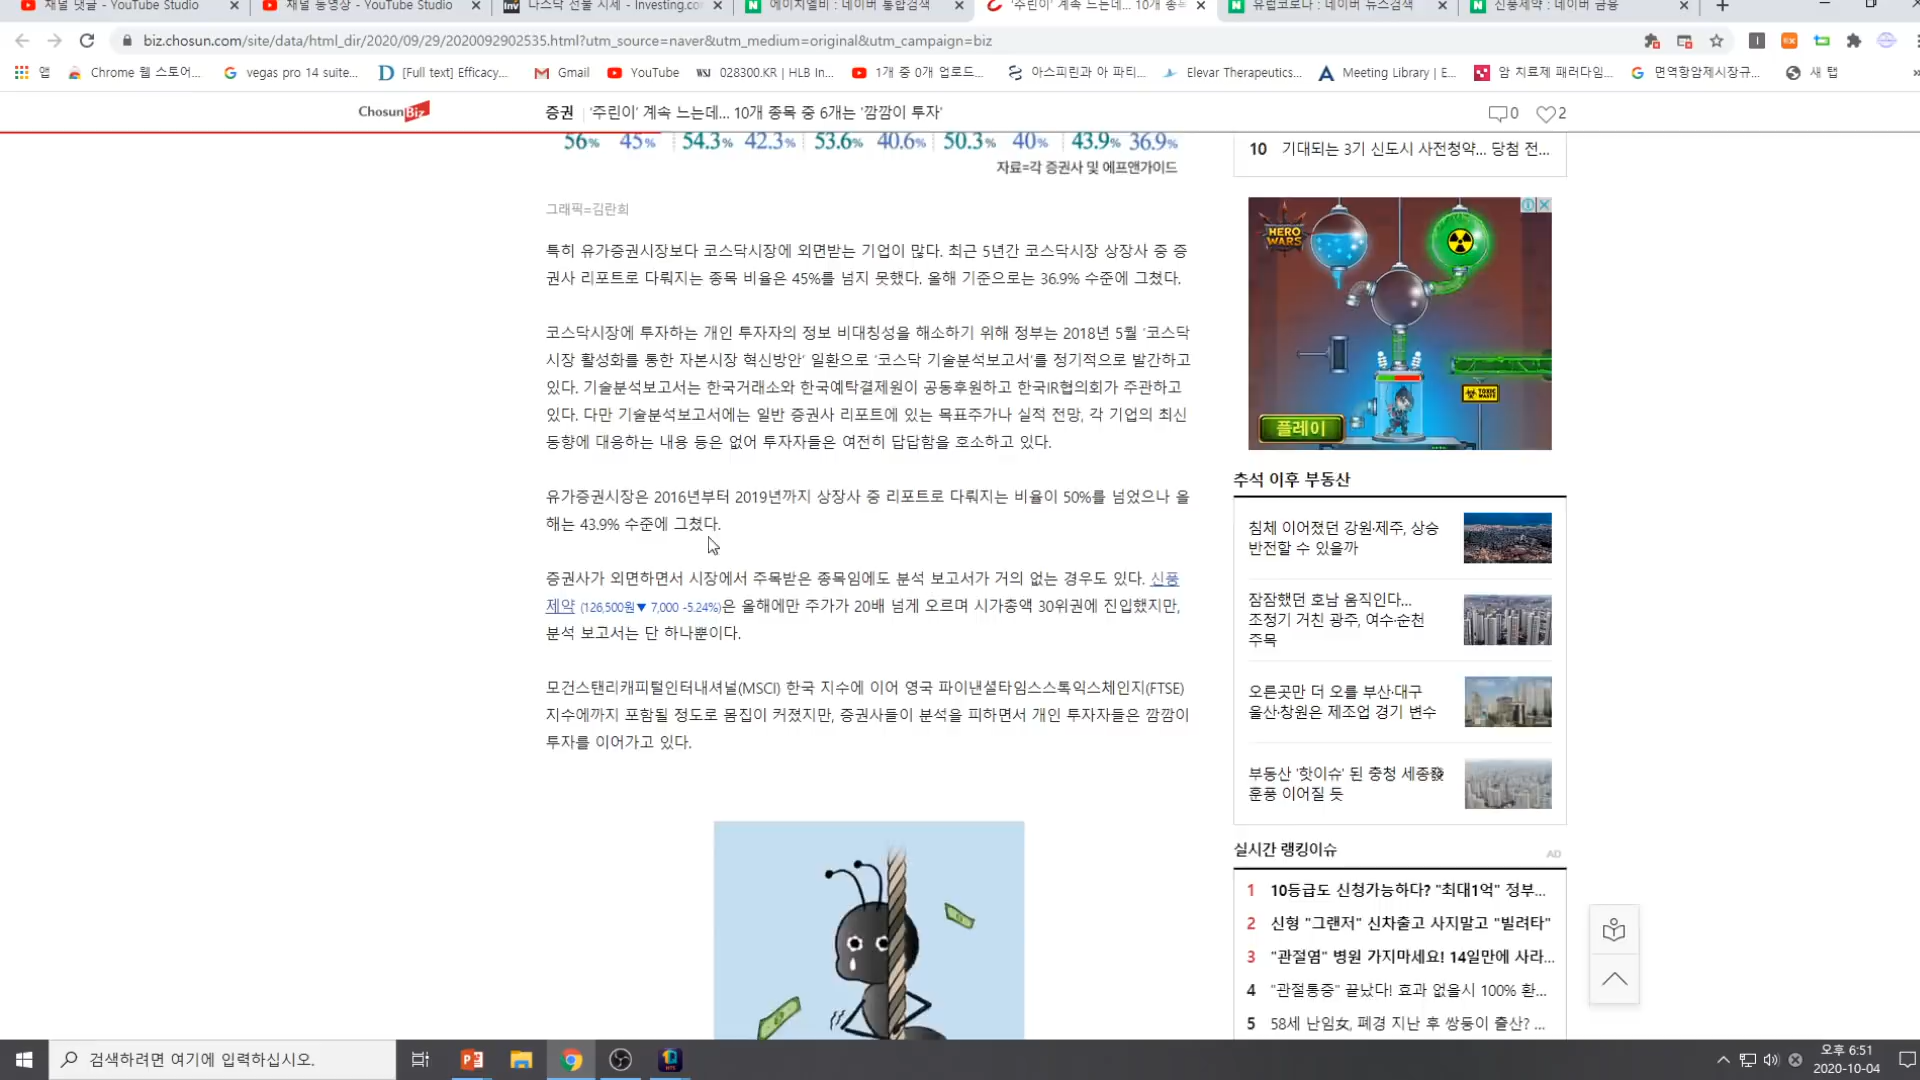 채널 댓글 - YouTube Studio
채널 동영상 - YouTube Studio
나스닥 선물 시세 - Investing.co
에이치엘비 : 네이버 통합검색
'주린이' 계속 느는데... 10개 종목
유럽코로나 : 네이버 뉴스검색
신풍제약 : 네이버 금융
biz.chosun.com/site/data/html_dir/2020/09/29/2020092902535.html?utm_source=naver&utm_medium=original&utm_campaign=biz
앱
Chrome 웹 스토어...
vegas pro 14 suite...
[Full text] Efficacy...
Gmail
YouTube
WSJ 028300.KR | HLB In...
1개 중 0개 업로드...
아스피린과 아 파티...
Elevar Therapeutics...
Meeting Library | E...
암 치료제 패러다임...
면역항암제시장규...
새 탭
ChosunBiz
증권 '주린이' 계속 느는데... 10개 종목 중 6개는 '깜깜이 투자'
0 2
56% 45% 54.3% 42.3% 53.6% 40.6% 50.3% 40% 43.9% 36.9%
자료=각 증권사 및 에프앤가이드
그래픽=김란희
특히 유가증권시장보다 코스닥시장에 외면받는 기업이 많다. 최근 5년간 코스닥시장 상장사 중 증
권사 리포트로 다뤄지는 종목 비율은 45%를 넘지 못했다. 올해 기준으로는 36.9% 수준에 그쳤다.
코스닥시장에 투자하는 개인 투자자의 정보 비대칭성을 해소하기 위해 정부는 2018년 5월 '코스닥
시장 활성화를 통한 자본시장 혁신방안' 일환으로 '코스닥 기술분석보고서'를 정기적으로 발간하고
있다. 기술분석보고서는 한국거래소와 한국예탁결제원이 공동후원하고 한국IR협의회가 주관하고
있다. 다만 기술분석보고서에는 일반 증권사 리포트에 있는 목표주가나 실적 전망, 각 기업의 최신
동향에 대응하는 내용 등은 없어 투자자들은 여전히 답답함을 호소하고 있다.
유가증권시장은 2016년부터 2019년까지 상장사 중 리포트로 다뤄지는 비율이 50%를 넘었으나 올
해는 43.9% 수준에 그쳤다.
증권사가 외면하면서 시장에서 주목받은 종목임에도 분석 보고서가 거의 없는 경우도 있다. 신풍
제약 (126,500원▼ 7,000 -5.24%)은 올해에만 주가가 20배 넘게 오르며 시가총액 30위권에 진입했지만,
분석 보고서는 단 하나뿐이다.
모건스탠리캐피털인터내셔널(MSCI) 한국 지수에 이어 영국 파이낸셜타임스스톡익스체인지(FTSE)
지수에까지 포함될 정도로 몸집이 커졌지만, 증권사들이 분석을 피하면서 개인 투자자들은 깜깜이
투자를 이어가고 있다.
10 기대되는 3기 신도시 사전청약... 당첨 전...
HERO
WARS
TOXIC
WASTE
플레이
추석 이후 부동산
침체 이어졌던 강원·제주, 상승
반전할 수 있을까
잠잠했던 호남 움직인다...
조정기 거친 광주, 여수·순천
주목
오른곳만 더 오를 부산·대구
울산·창원은 제조업 경기 변수
부동산 '핫이슈' 된 충청 세종發
훈풍 이어질 듯
실시간 랭킹이슈
AD
1 10등급도 신청가능하다? "최대1억" 정부...
2 신형 "그랜저" 신차출고 사지말고 "빌려타"
3 "관절염" 병원 가지마세요! 14일만에 사라...
4 "관절통증" 끝났다! 효과 없을시 100% 환...
5 58세 난임女, 폐경 지난 후 쌍둥이 출산? ...
검색하려면 여기에 입력하십시오.
오후 6:51
2020-10-04